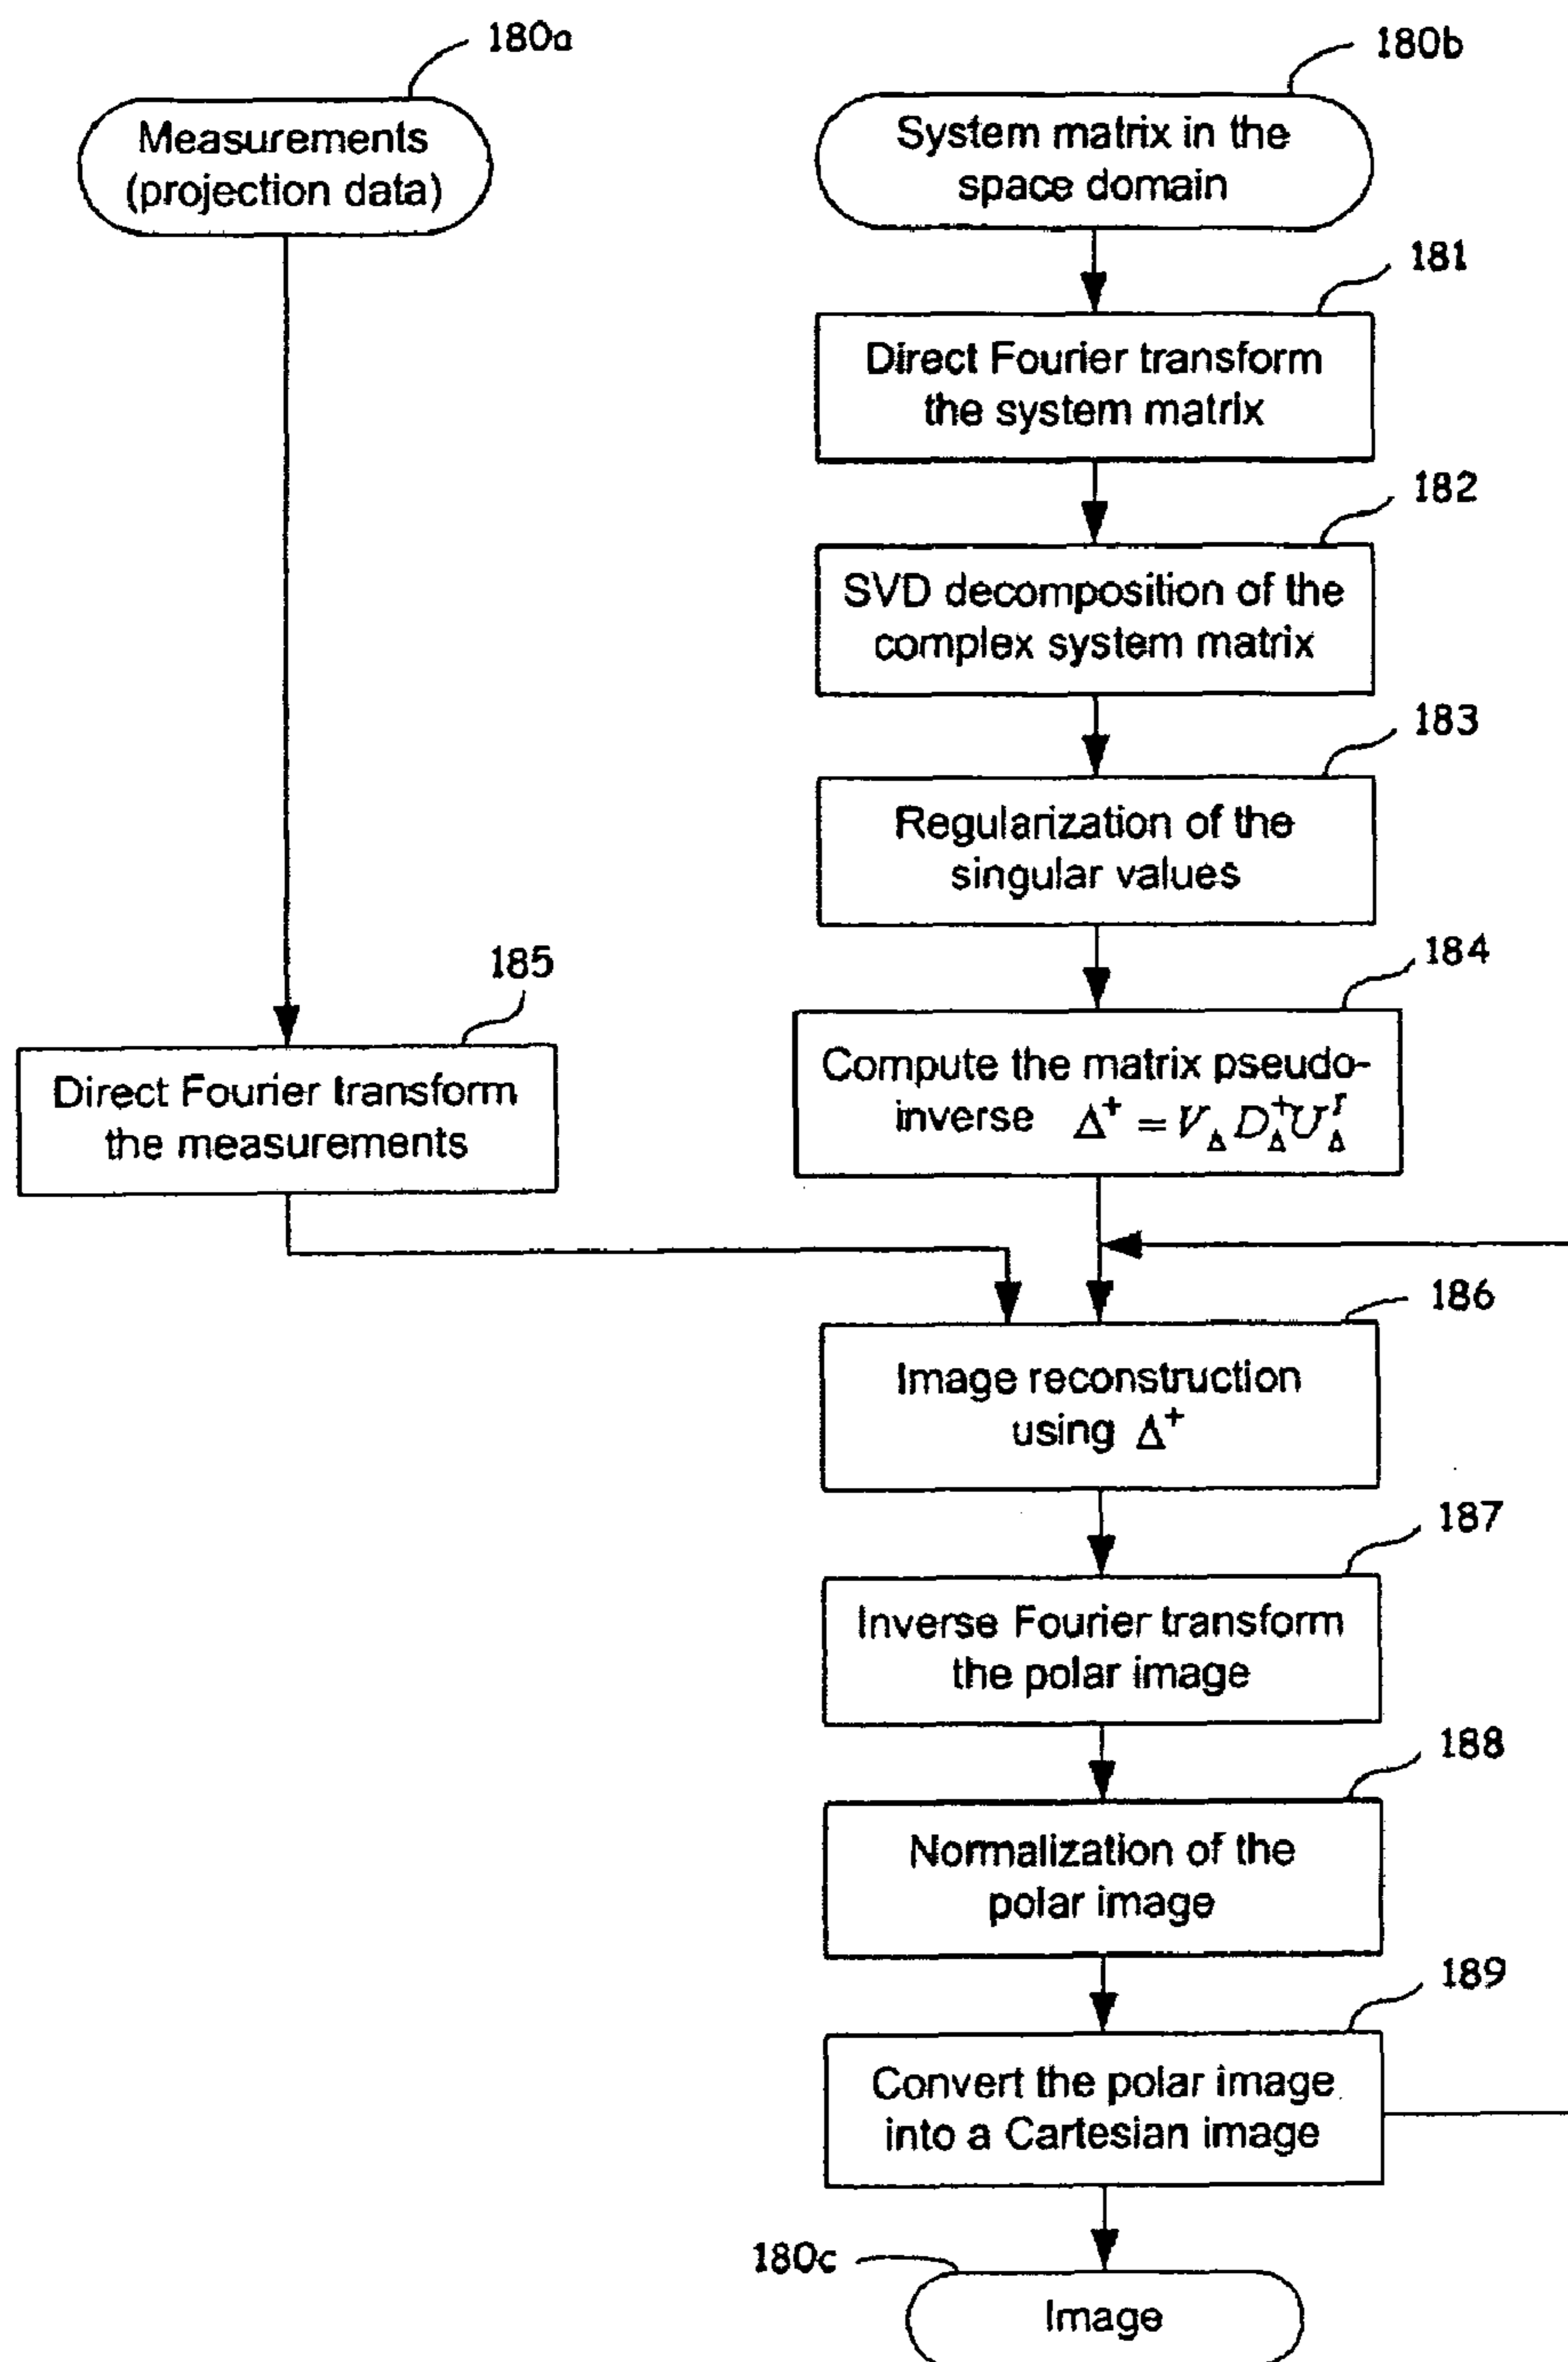 180a
Measurements
(projection data)
180b
System matrix in the
space domain
181
Direct Fourier transform
the system matrix
182
SVD decomposition of the
complex system matrix
183
Regularization of the
singular values
184
Compute the matrix pseudo-
inverse Δ⁺ = V_Δ D_Δ⁺ U_Δᵀ
185
Direct Fourier transform
the measurements
186
Image reconstruction
using Δ⁺
187
Inverse Fourier transform
the polar image
188
Normalization of the
polar image
189
Convert the polar image
into a Cartesian image
180c
Image